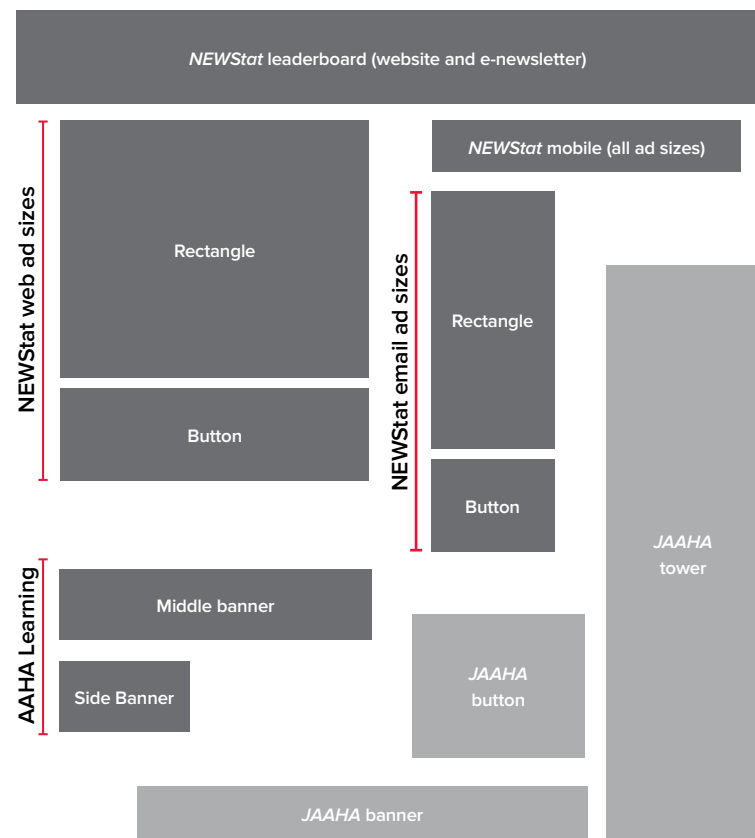 NEWStat leaderboard (website and e-newsletter)
NEWStat web ad sizes
Rectangle
Button
NEWStat mobile (all ad sizes)
NEWStat email ad sizes
Rectangle
Button
JAAHA
tower
AAHA Learning
Middle banner
Side Banner
JAAHA
button
JAAHA banner